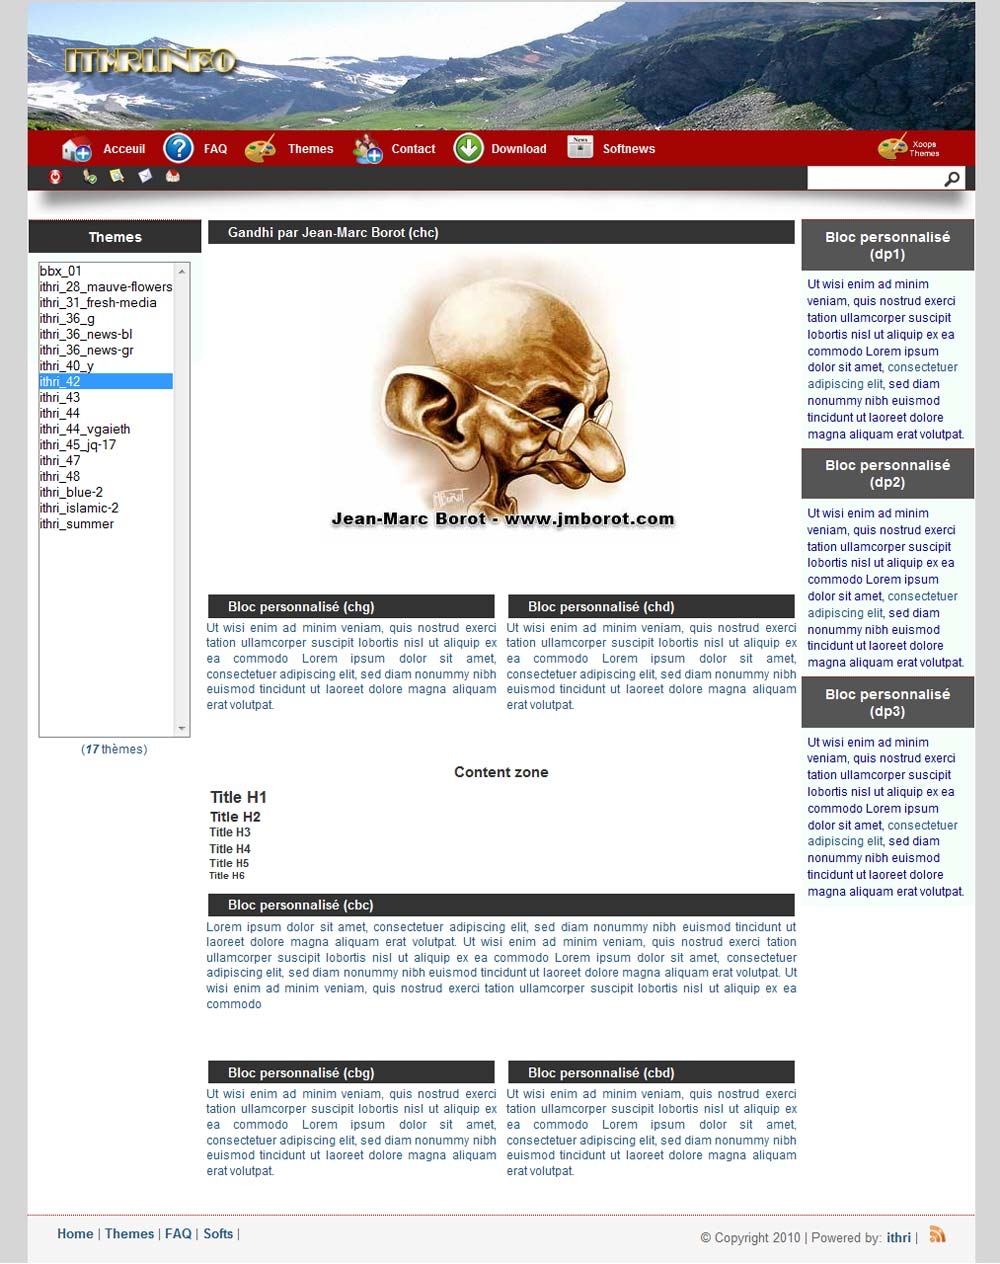 ITHRI.INFO
Acceuil FAQ Themes Contact Download News Softnews Xoops Themes
Themes
bbx_01
ithri_28_mauve-flowers
ithri_31_fresh-media
ithri_36_g
ithri_36_news-bl
ithri_36_news-gr
ithri_40_y
ithri_42
ithri_43
ithri_44
ithri_44_vgaieth
ithri_45_jq-17
ithri_47
ithri_48
ithri_blue-2
ithri_islamic-2
ithri_summer
(17 thèmes)
Gandhi par Jean-Marc Borot (chc)
Jean-Marc Borot - www.jmborot.com
Bloc personnalisé (chg)
Ut wisi enim ad minim veniam, quis nostrud exerci
tation ullamcorper suscipit lobortis nisl ut aliquip ex
ea commodo Lorem ipsum dolor sit amet,
consectetuer adipiscing elit, sed diam nonummy nibh
euismod tincidunt ut laoreet dolore magna aliquam
erat volutpat.
Bloc personnalisé (chd)
Ut wisi enim ad minim veniam, quis nostrud exerci
tation ullamcorper suscipit lobortis nisl ut aliquip ex
ea commodo Lorem ipsum dolor sit amet,
consectetuer adipiscing elit, sed diam nonummy nibh
euismod tincidunt ut laoreet dolore magna aliquam
erat volutpat.
Content zone
Title H1
Title H2
Title H3
Title H4
Title H5
Title H6
Bloc personnalisé (cbc)
Lorem ipsum dolor sit amet, consectetuer adipiscing elit, sed diam nonummy nibh euismod tincidunt ut
laoreet dolore magna aliquam erat volutpat. Ut wisi enim ad minim veniam, quis nostrud exerci tation
ullamcorper suscipit lobortis nisl ut aliquip ex ea commodo Lorem ipsum dolor sit amet, consectetuer
adipiscing elit, sed diam nonummy nibh euismod tincidunt ut laoreet dolore magna aliquam erat volutpat. Ut
wisi enim ad minim veniam, quis nostrud exerci tation ullamcorper suscipit lobortis nisl ut aliquip ex ea
commodo
Bloc personnalisé (cbg)
Ut wisi enim ad minim veniam, quis nostrud exerci
tation ullamcorper suscipit lobortis nisl ut aliquip ex
ea commodo Lorem ipsum dolor sit amet,
consectetuer adipiscing elit, sed diam nonummy nibh
euismod tincidunt ut laoreet dolore magna aliquam
erat volutpat.
Bloc personnalisé (cbd)
Ut wisi enim ad minim veniam, quis nostrud exerci
tation ullamcorper suscipit lobortis nisl ut aliquip ex
ea commodo Lorem ipsum dolor sit amet,
consectetuer adipiscing elit, sed diam nonummy nibh
euismod tincidunt ut laoreet dolore magna aliquam
erat volutpat.
Bloc personnalisé
(dp1)
Ut wisi enim ad minim
veniam, quis nostrud exerci
tation ullamcorper suscipit
lobortis nisl ut aliquip ex ea
commodo Lorem ipsum
dolor sit amet, consectetuer
adipiscing elit, sed diam
nonummy nibh euismod
tincidunt ut laoreet dolore
magna aliquam erat volutpat.
Bloc personnalisé
(dp2)
Ut wisi enim ad minim
veniam, quis nostrud exerci
tation ullamcorper suscipit
lobortis nisl ut aliquip ex ea
commodo Lorem ipsum
dolor sit amet, consectetuer
adipiscing elit, sed diam
nonummy nibh euismod
tincidunt ut laoreet dolore
magna aliquam erat volutpat.
Bloc personnalisé
(dp3)
Ut wisi enim ad minim
veniam, quis nostrud exerci
tation ullamcorper suscipit
lobortis nisl ut aliquip ex ea
commodo Lorem ipsum
dolor sit amet, consectetuer
adipiscing elit, sed diam
nonummy nibh euismod
tincidunt ut laoreet dolore
magna aliquam erat volutpat.
Home | Themes | FAQ | Softs |
© Copyright 2010 | Powered by: ithri |